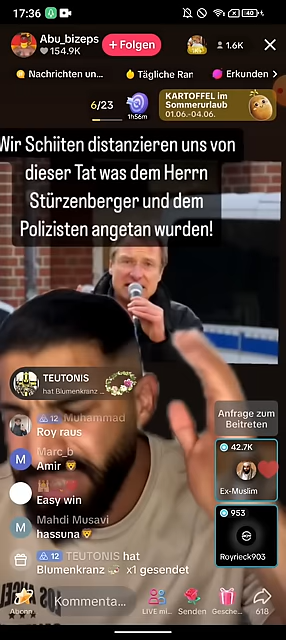 17:36
40
Abu_bizeps
154.9K
+ Folgen
1.6K
Nachrichten un...
Tägliche Ran
Erkunden >
6/23
1h56m
KARTOFFEL im
Sommerurlaub
01.06.-04.06.
Wir Schiiten distanzieren uns von
dieser Tat was dem Herrn
Stürzenberger und dem
Polizisten angetan wurden!
TEUTONIS
hat Blumenkranz ...
12 Muhammad
Roy raus
M
Marc_b
Amir
Easy win
M
Mahdi Musavi
hassuna
12 TEUTONIS hat
Blumenkranz x1 gesendet
Anfrage zum
Beitreten
42.7K
Ex-Muslim
953
Royrieck903
Abonn.
Kommenta...
LIVE mi...
Senden
Gesche...
618